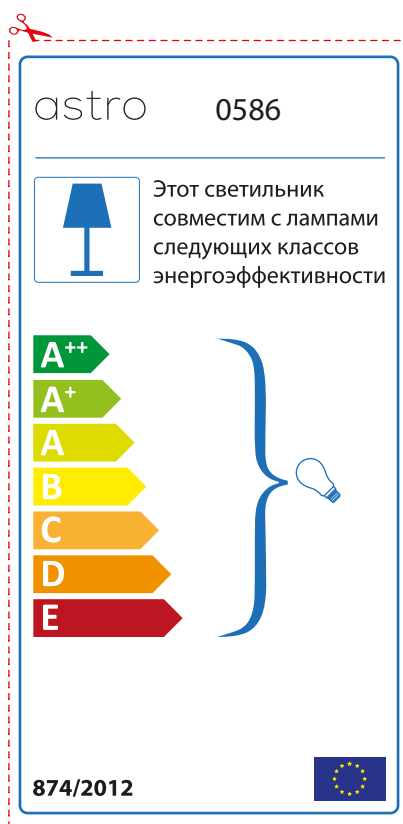 astro 0586
Этот светильник
совместим с лампами
следующих классов
энергоэффективности
A++
A+
A
B
C
D
E
874/2012